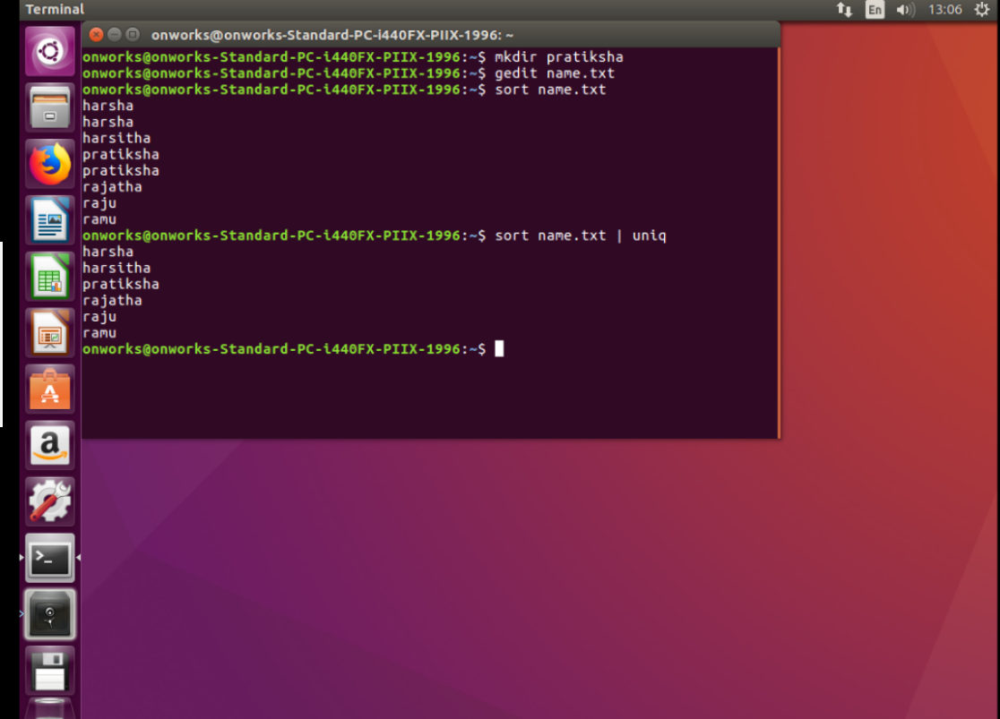 Terminal
En
13:06
onworks@onworks-Standard-PC-i440FX-PIIX-1996: ~
onworks@onworks-Standard-PC-i440FX-PIIX-1996:~$ mkdir pratiksha
onworks@onworks-Standard-PC-i440FX-PIIX-1996:~$ gedit name.txt
onworks@onworks-Standard-PC-i440FX-PIIX-1996:~$ sort name.txt
harsha
harsha
harsitha
pratiksha
pratiksha
rajatha
raju
ramu
onworks@onworks-Standard-PC-i440FX-PIIX-1996:~$ sort name.txt | uniq
harsha
harsitha
pratiksha
rajatha
raju
ramu
onworks@onworks-Standard-PC-i440FX-PIIX-1996:~$